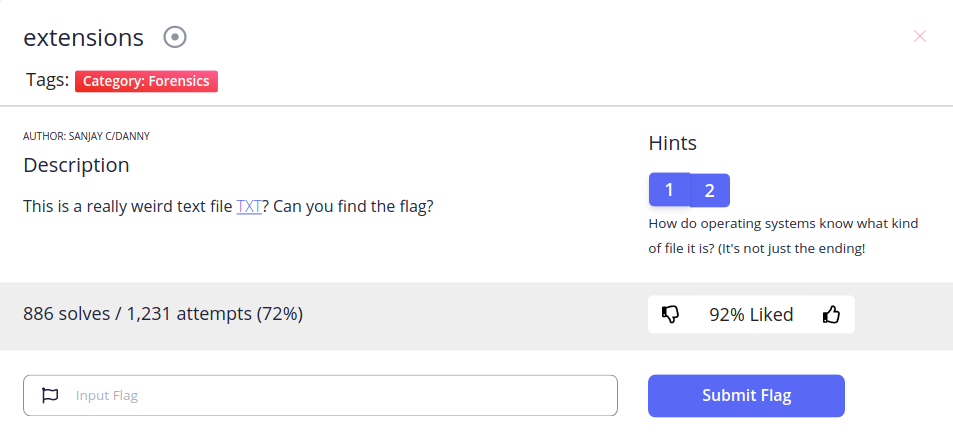 extensions
Tags: Category: Forensics
AUTHOR: SANJAY C/DANNY
Description
This is a really weird text file TXT? Can you find the flag?
Hints
1 2
How do operating systems know what kind
of file it is? (It's not just the ending!
886 solves / 1,231 attempts (72%)
92% Liked
Input Flag
Submit Flag